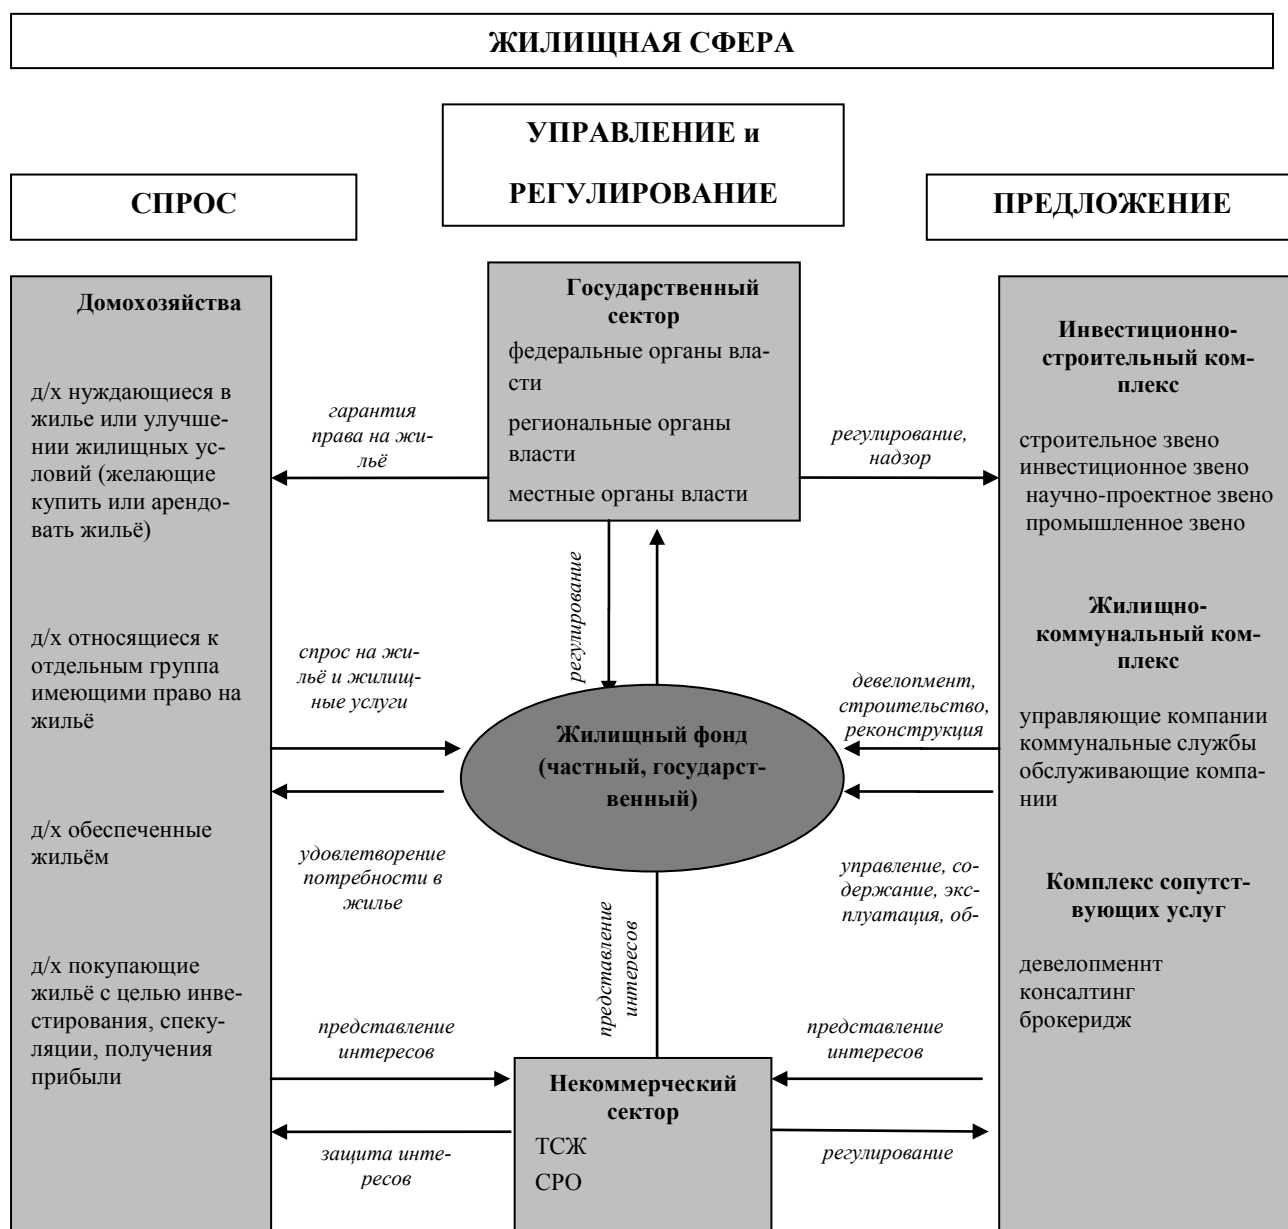 ЖИЛИЩНАЯ СФЕРА
УПРАВЛЕНИЕ и
РЕГУЛИРОВАНИЕ
СПРОС
ПРЕДЛОЖЕНИЕ
Домохозяйства
д/х нуждающиеся в
жилье или улучше-
нии жилищных ус-
ловий (желающие
купить или арендо-
вать жильё)
д/х относящиеся к
отдельным группа
имеющими право на
жильё
д/х обеспеченные
жильём
д/х покупающие
жильё с целью инве-
стирования, спеку-
ляции, получения
прибыли
гарантия
права на жи-
льё
спрос на жи-
льё и жилищ-
ные услуги
удовлетворение
потребности в
жилье
представление
интересов
защита инте-
ресов
Государственный
сектор
федеральные органы вла-
сти
региональные органы
власти
местные органы власти
регулирование
Жилищный фонд
(частный, государст-
венный)
представление
интересов
Некоммерческий
сектор
ТСЖ
СРО
регулирование,
надзор
девелопмент,
строительство,
реконструкция
управление, со-
держание, экс-
плуатация, об-
представление
интересов
регулирование
Инвестиционно-
строительный ком-
плекс
строительное звено
инвестиционное звено
научно-проектное звено
промышленное звено
Жилищно-
коммунальный ком-
плекс
управляющие компании
коммунальные службы
обслуживающие компа-
нии
Комплекс сопутст-
вующих услуг
девелопменнт
консалтинг
брокеридж